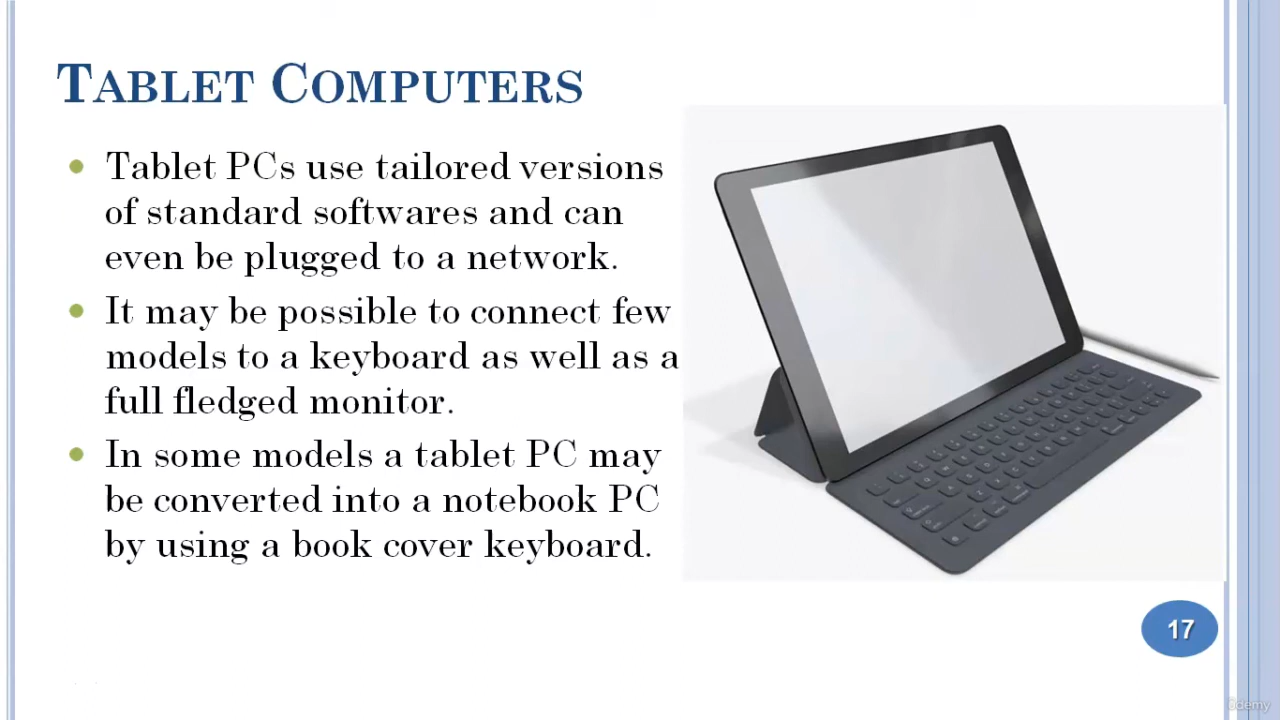 TABLET COMPUTERS
Tablet PCs use tailored versions
of standard softwares and can
even be plugged to a network.
It may be possible to connect few
models to a keyboard as well as a
full fledged monitor.
In some models a tablet PC may
be converted into a notebook PC
by using a book cover keyboard.
17
ûdemy